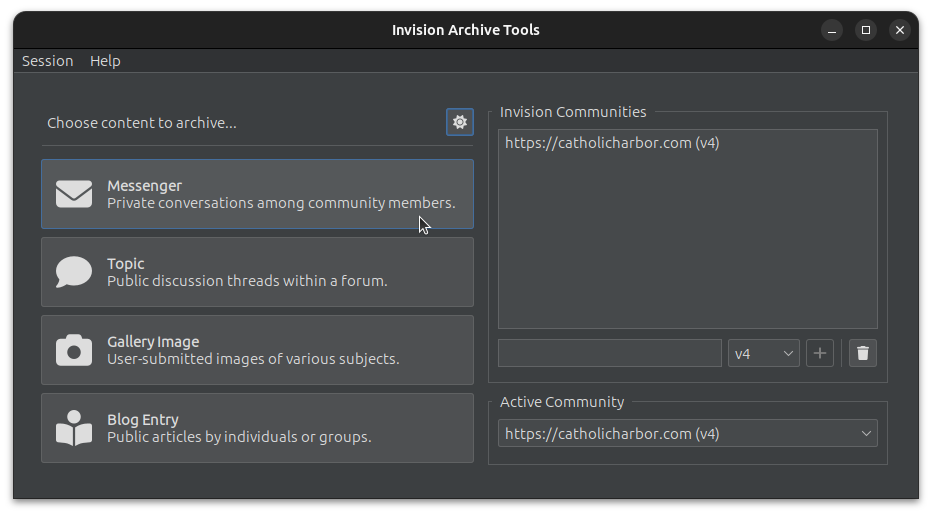 Invision Archive Tools
Session Help
Choose content to archive...
Messenger
Private conversations among community members.
Topic
Public discussion threads within a forum.
Gallery Image
User-submitted images of various subjects.
Blog Entry
Public articles by individuals or groups.
Invision Communities
https://catholicharbor.com (v4)
v4
Active Community
https://catholicharbor.com (v4)